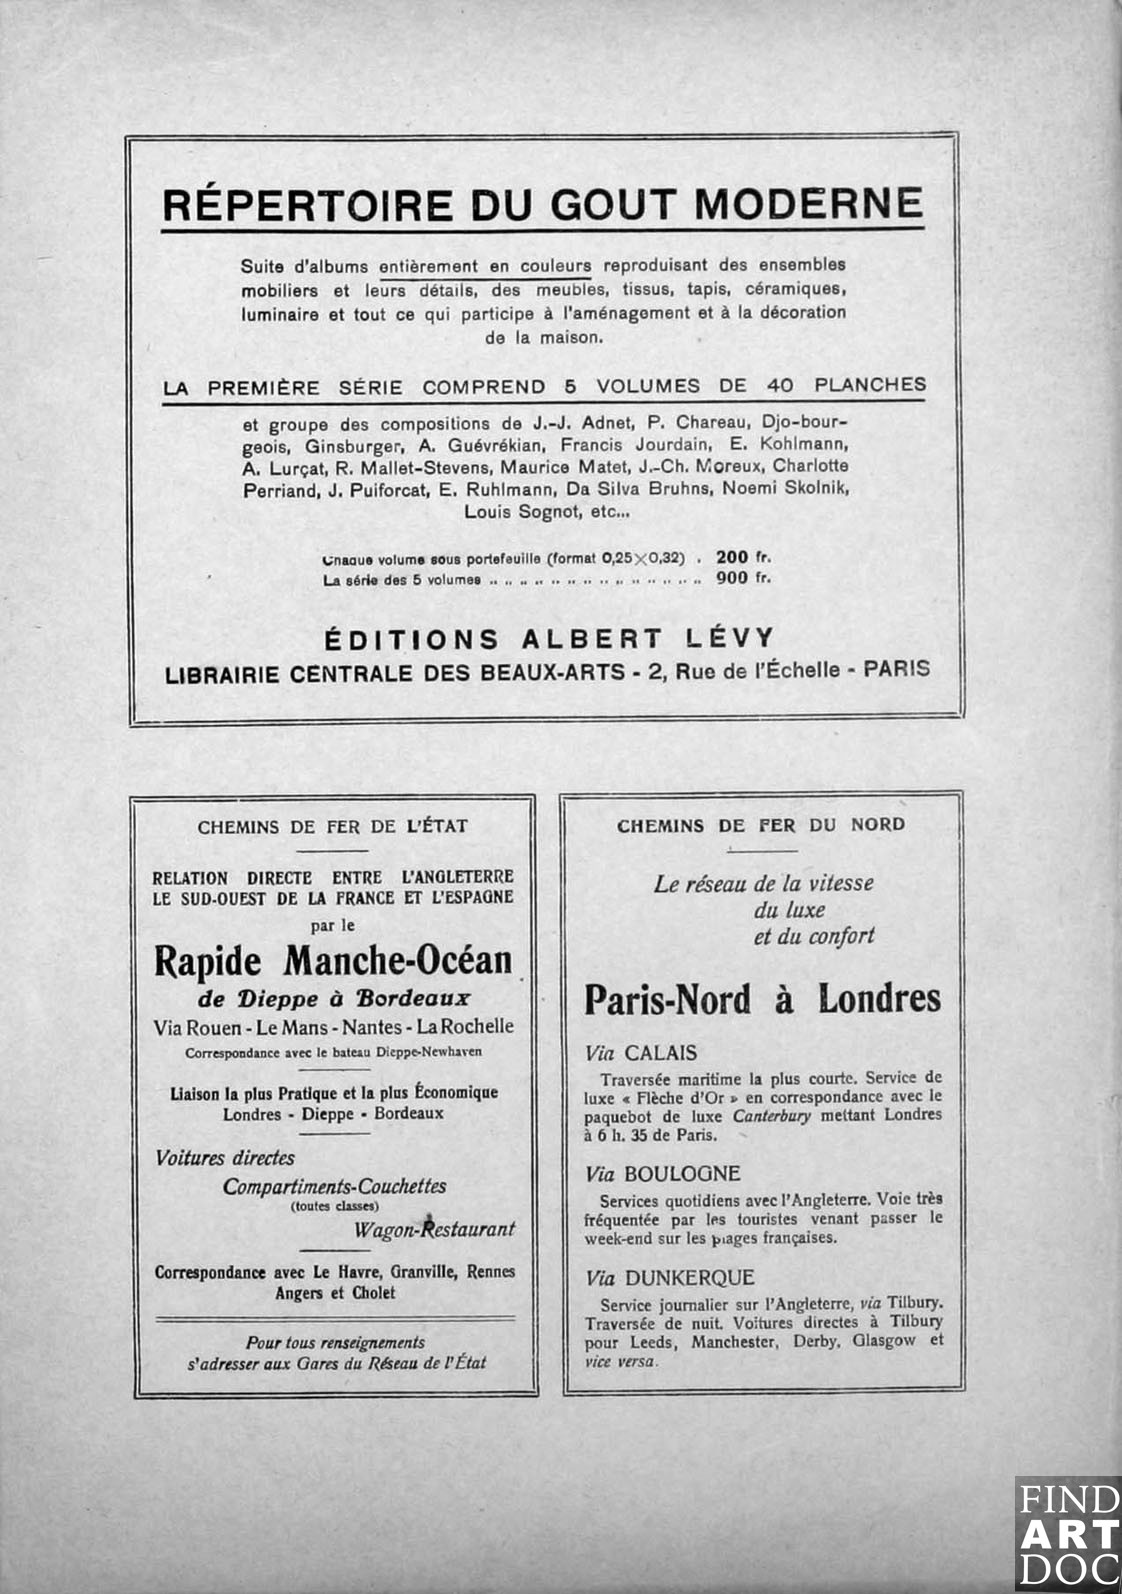 RÉPERTOIRE DU GOUT MODERNE
Suite d'albums entièrement en couleurs reproduisant des ensembles
mobiliers et leurs détails, des meubles, tissus, tapis, céramiques,
luminaire et tout ce qui participe à l'aménagement et à la décoration
de la maison.
LA PREMIÈRE SÉRIE COMPREND 5 VOLUMES DE 40 PLANCHES
et groupe des compositions de J.-J. Adnet, P. Chareau, Djo-bour-
geois, Ginsburger, A. Guévrékian, Francis Jourdain, E. Kohlmann,
A. Lurçat, R. Mallet-Stevens, Maurice Matet, J.-Ch. Moreux, Charlotte
Perriand, J. Puiforcat, E. Ruhlmann, Da Silva Bruhns, Noemi Skolnik,
Louis Sognot, etc...
Chaque volume sous portefeuille (format 0,25×0,32) . 200 fr.
La série des 5 volumes .. .. .. .. .. .. .. .. .. .. .. .. .. .. 900 fr.
ÉDITIONS ALBERT LÉVY
LIBRAIRIE CENTRALE DES BEAUX-ARTS - 2, Rue de l'Échelle - PARIS
CHEMINS DE FER DE L'ÉTAT
RELATION DIRECTE ENTRE L'ANGLETERRE
LE SUD-OUEST DE LA FRANCE ET L'ESPAGNE
par le
Rapide Manche-Océan
de Dieppe à Bordeaux
Via Rouen - Le Mans - Nantes - La Rochelle
Correspondance avec le bateau Dieppe-Newhaven
Liaison la plus Pratique et la plus Économique
Londres - Dieppe - Bordeaux
Voitures directes
Compartiments-Couchettes
(toutes classes)
Wagon-Restaurant
Correspondance avec Le Havre, Granville, Rennes
Angers et Cholet
Pour tous renseignements
s'adresser aux Gares du Réseau de l'État
CHEMINS DE FER DU NORD
Le réseau de la vitesse
du luxe
et du confort
Paris-Nord à Londres
Via CALAIS
Traversée maritime la plus courte. Service de
luxe « Flèche d'Or » en correspondance avec le
paquebot de luxe Canterbury mettant Londres
à 6 h. 35 de Paris.
Via BOULOGNE
Services quotidiens avec l'Angleterre. Voie très
fréquentée par les touristes venant passer le
week-end sur les plages françaises.
Via DUNKERQUE
Service journalier sur l'Angleterre, via Tilbury.
Traversée de nuit. Voitures directes à Tilbury
pour Leeds, Manchester, Derby, Glasgow et
vice versa.
FIND
ART
DOC